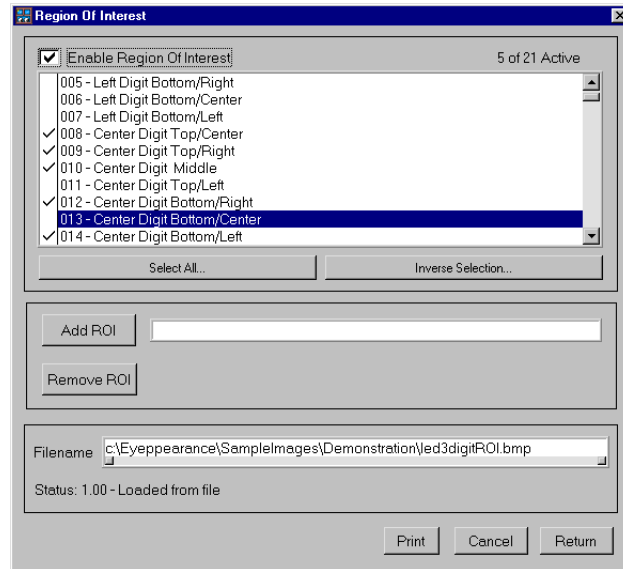 Region Of Interest
Enable Region Of Interest 5 of 21 Active
005 - Left Digit Bottom/Right
006 - Left Digit Bottom/Center
007 - Left Digit Bottom/Left
008 - Center Digit Top/Center
009 - Center Digit Top/Right
010 - Center Digit Middle
011 - Center Digit Top/Left
012 - Center Digit Bottom/Right
013 - Center Digit Bottom/Center
014 - Center Digit Bottom/Left
Select All... Inverse Selection...
Add ROI
Remove ROI
Filename c:\Eyeppearance\SampleImages\Demonstration\led3digitROI.bmp
Status: 1.00 - Loaded from file
Print Cancel Return